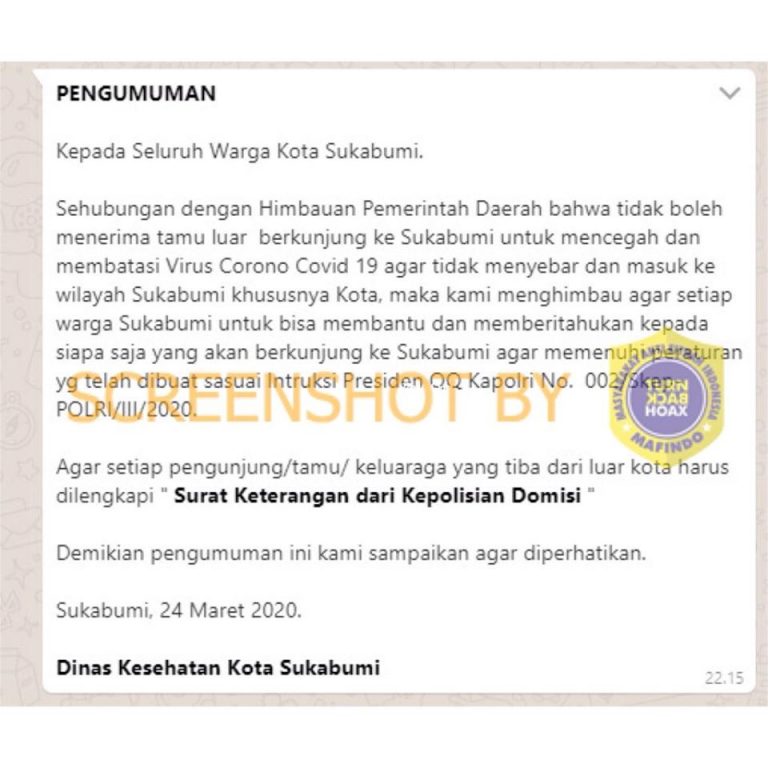 PENGUMUMAN
Kepada Seluruh Warga Kota Sukabumi.
Sehubungan dengan Himbauan Pemerintah Daerah bahwa tidak boleh
menerima tamu luar berkunjung ke Sukabumi untuk mencegah dan
membatasi Virus Corono Covid 19 agar tidak menyebar dan masuk ke
wilayah Sukabumi khususnya Kota, maka kami menghimbau agar setiap
warga Sukabumi untuk bisa membantu dan memberitahukan kepada
siapa saja yang akan berkunjung ke Sukabumi agar memenuhi peraturan
yg telah dibuat sasuai Intruksi Presiden QQ Kapolri No. 002/Skep-
POLRI/III/2020.
SCREENSHOT BY
MASYARAKAT ANTI FITNAH INDONESIA
TURN
BACK
HOAX
MAFINDO
Agar setiap pengunjung/tamu/ keluaraga yang tiba dari luar kota harus
dilengkapi " Surat Keterangan dari Kepolisian Domisi "
Demikian pengumuman ini kami sampaikan agar diperhatikan.
Sukabumi, 24 Maret 2020.
Dinas Kesehatan Kota Sukabumi
22.15